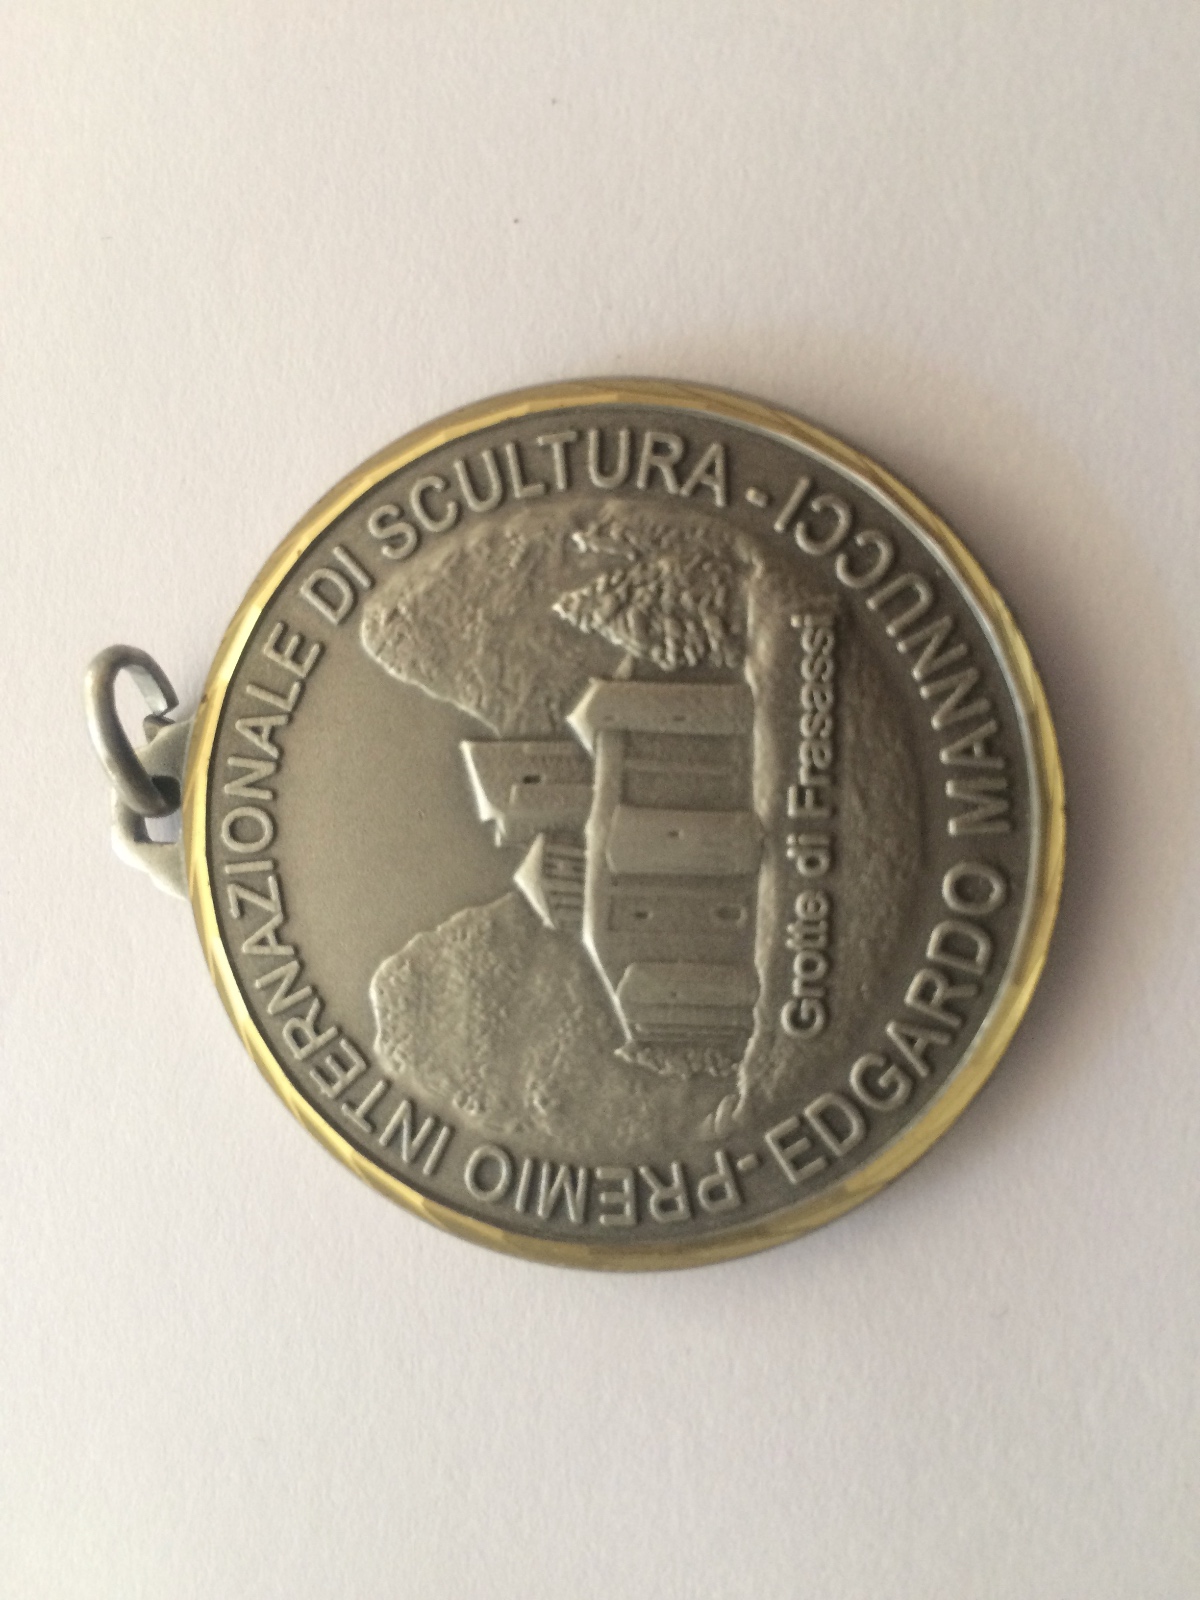 PREMIO INTERNAZIONALE DI SCULTURA -
EDGARDO MANNUCCI -
Grotte di Frasassi